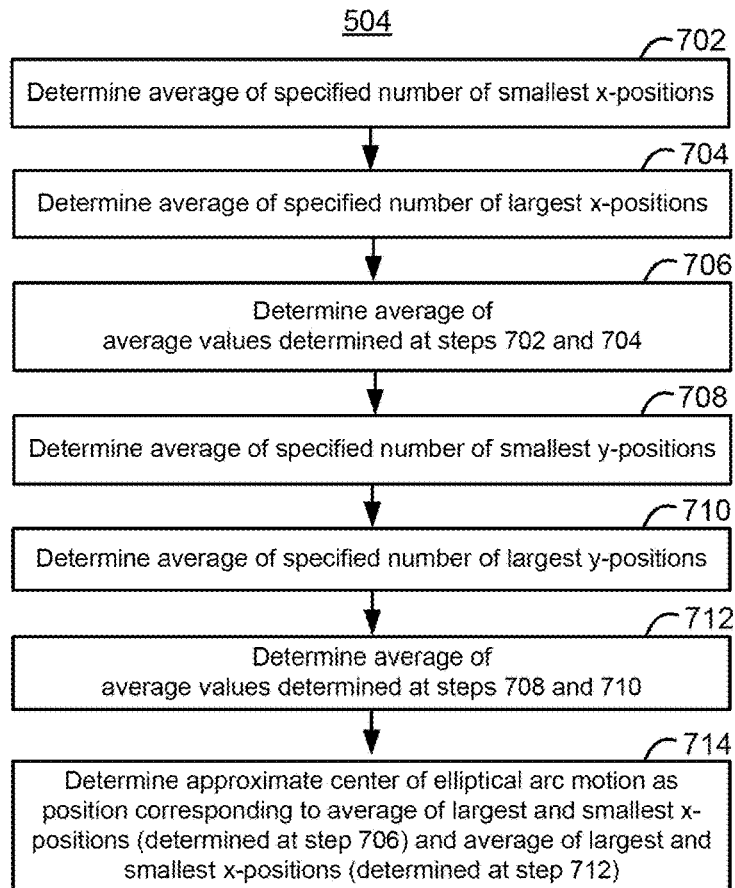 504
702
Determine average of specified number of smallest x-positions
704
Determine average of specified number of largest x-positions
706
Determine average of
average values determined at steps 702 and 704
708
Determine average of specified number of smallest y-positions
710
Determine average of specified number of largest y-positions
712
Determine average of
average values determined at steps 708 and 710
714
Determine approximate center of elliptical arc motion as
position corresponding to average of largest and smallest x-
positions (determined at step 706) and average of largest and
smallest x-positions (determined at step 712)